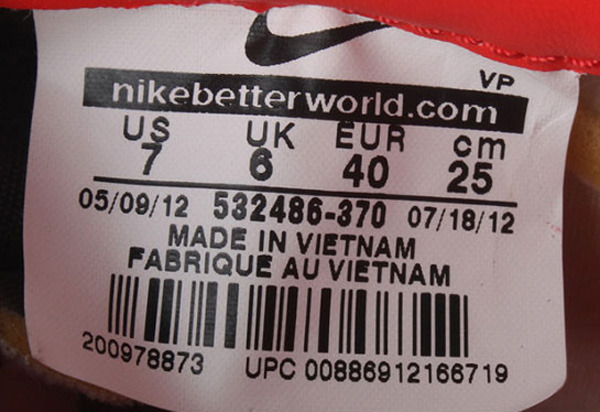 VP
nikebetterworld.com
US UK EUR cm
7 6 40 25
05/09/12 532486-370 07/18/12
MADE IN VIETNAM
FABRIQUE AU VIETNAM
200978873 UPC 00886912166719